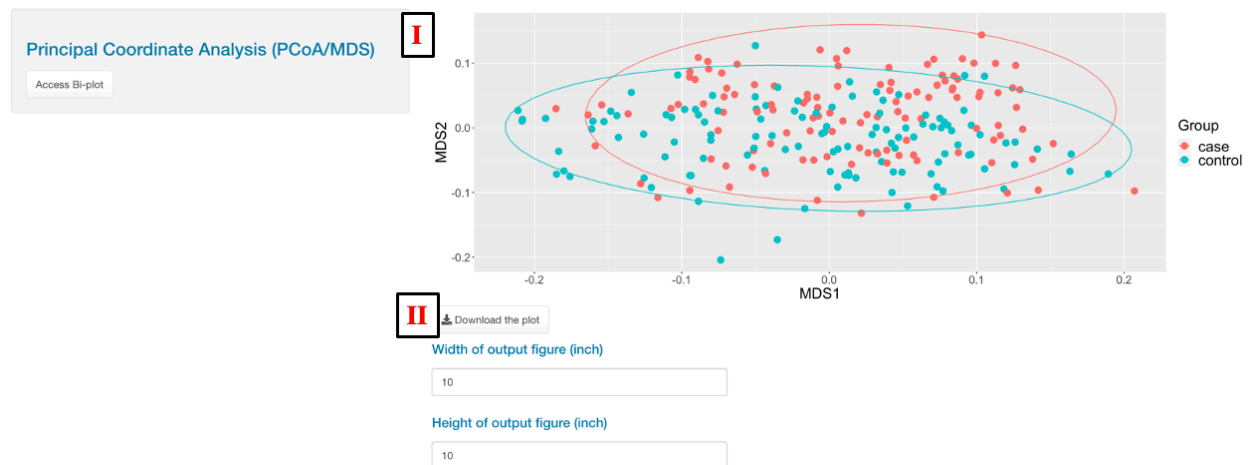 Principal Coordinate Analysis (PCoA/MDS)
Access Bi-plot
I
MDS2
0.1
0.0
-0.1
-0.2
-0.2
-0.1
0.0
0.1
0.2
MDS1
Group
case
control
II
Download the plot
Width of output figure (inch)
10
Height of output figure (inch)
10